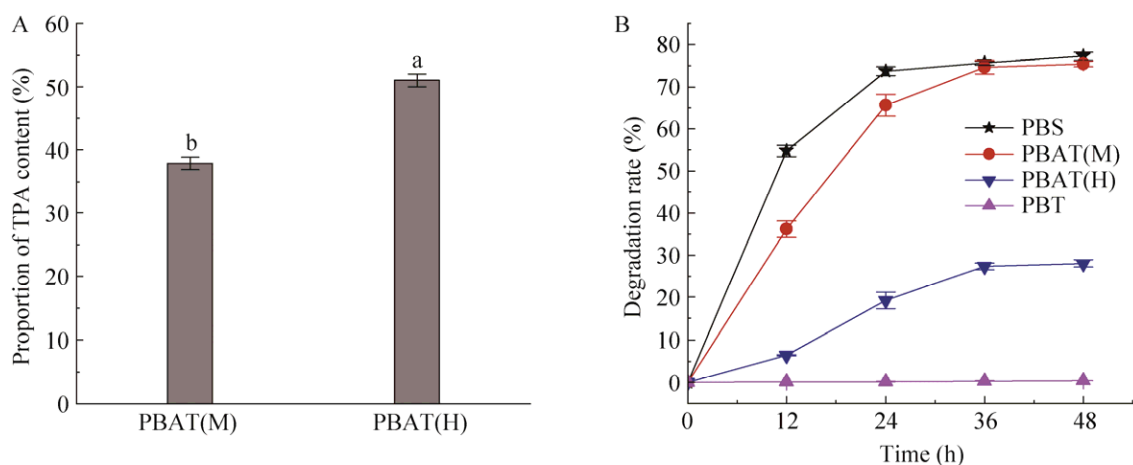 A
Proportion of TPA content (%)
60
50
40
30
20
10
0
b
a
PBAT(M)
PBAT(H)
B
Degradation rate (%)
80
70
60
50
40
30
20
10
0
PBS
PBAT(M)
PBAT(H)
PBT
0 12 24 36 48
Time (h)